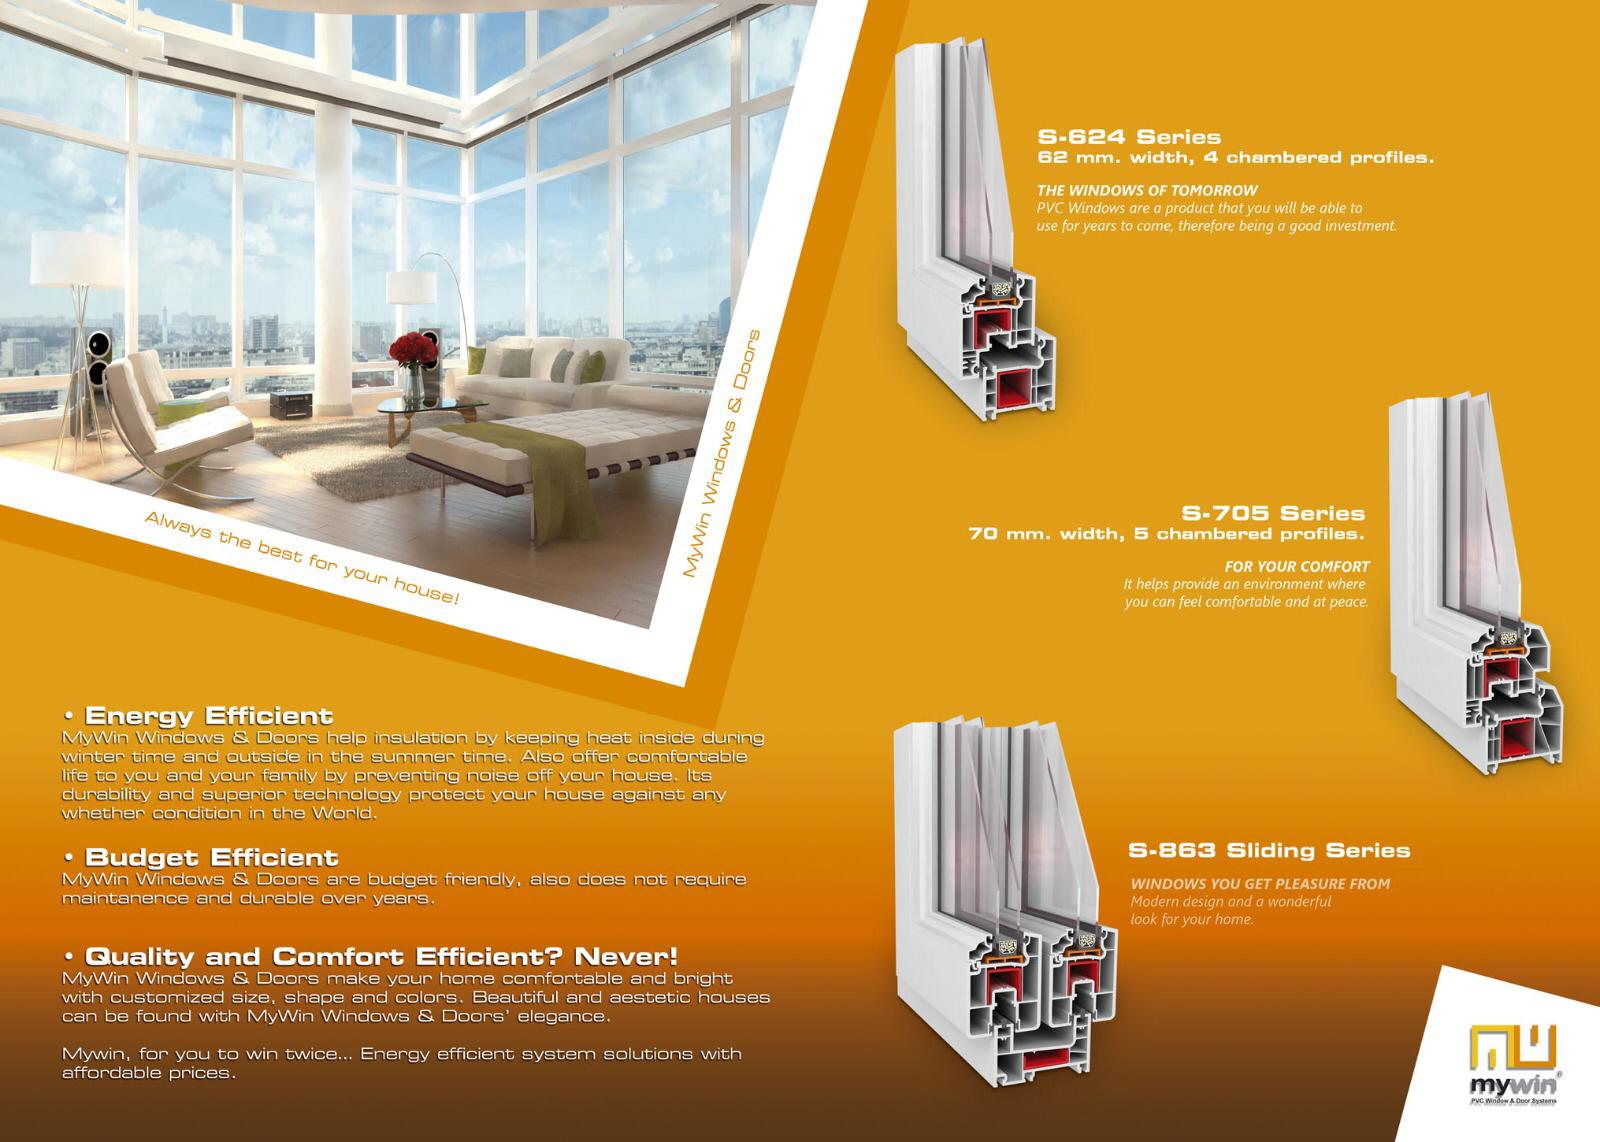 Always the best for your house!
MyWin Windows & Doors
• Energy Efficient
MyWin Windows & Doors help insulation by keeping heat inside during
winter time and outside in the summer time. Also offer comfortable
life to you and your family by preventing noise off your house. Its
durability and superior technology protect your house against any
whether condition in the World.
• Budget Efficient
MyWin Windows & Doors are budget friendly, also does not require
maintanence and durable over years.
• Quality and Comfort Efficient? Never!
MyWin Windows & Doors make your home comfortable and bright
with customized size, shape and colors. Beautiful and aestetic houses
can be found with MyWin Windows & Doors' elegance.
Mywin, for you to win twice... Energy efficient system solutions with
affordable prices.
S-624 Series
62 mm. width, 4 chambered profiles.
THE WINDOWS OF TOMORROW
PVC Windows are a product that you will be able to
use for years to come, therefore being a good investment.
S-705 Series
70 mm. width, 5 chambered profiles.
FOR YOUR COMFORT
It helps provide an environment where
you can feel comfortable and at peace.
S-863 Sliding Series
WINDOWS YOU GET PLEASURE FROM
Modern design and a wonderful
look for your home.
mywin®
PVC Window & Door Systems